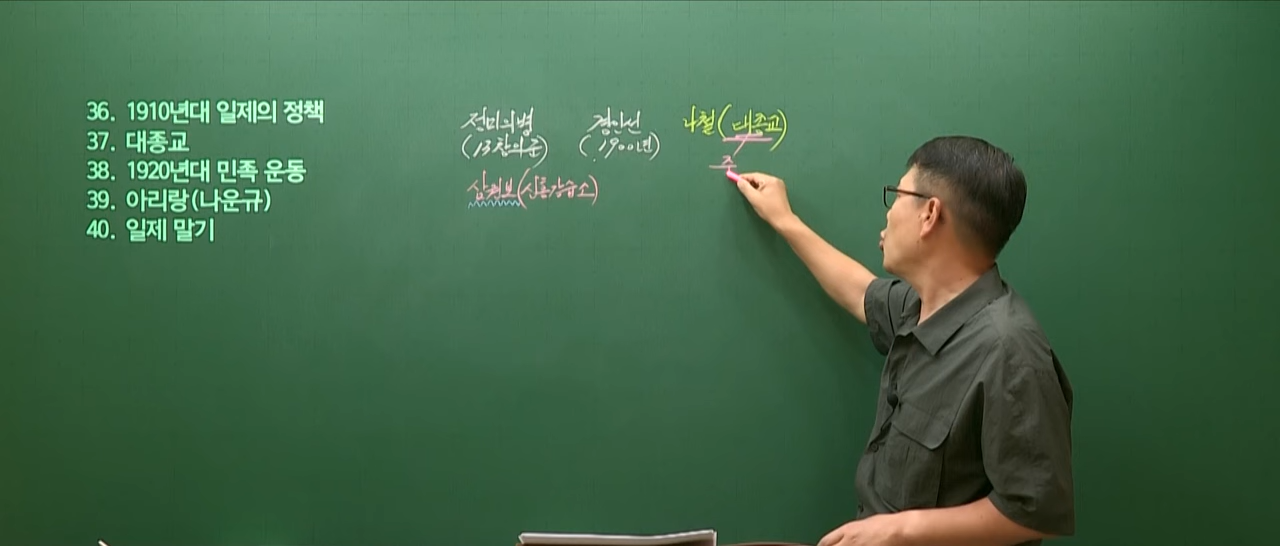 36. 1910년대 일제의 정책
37. 대종교
38. 1920년대 민족 운동
39. 아리랑(나운규)
40. 일제 말기
정미의병
(13창의군)
경인선
(1900년)
나철(대종교)
중
삼원보(신흥강습소)